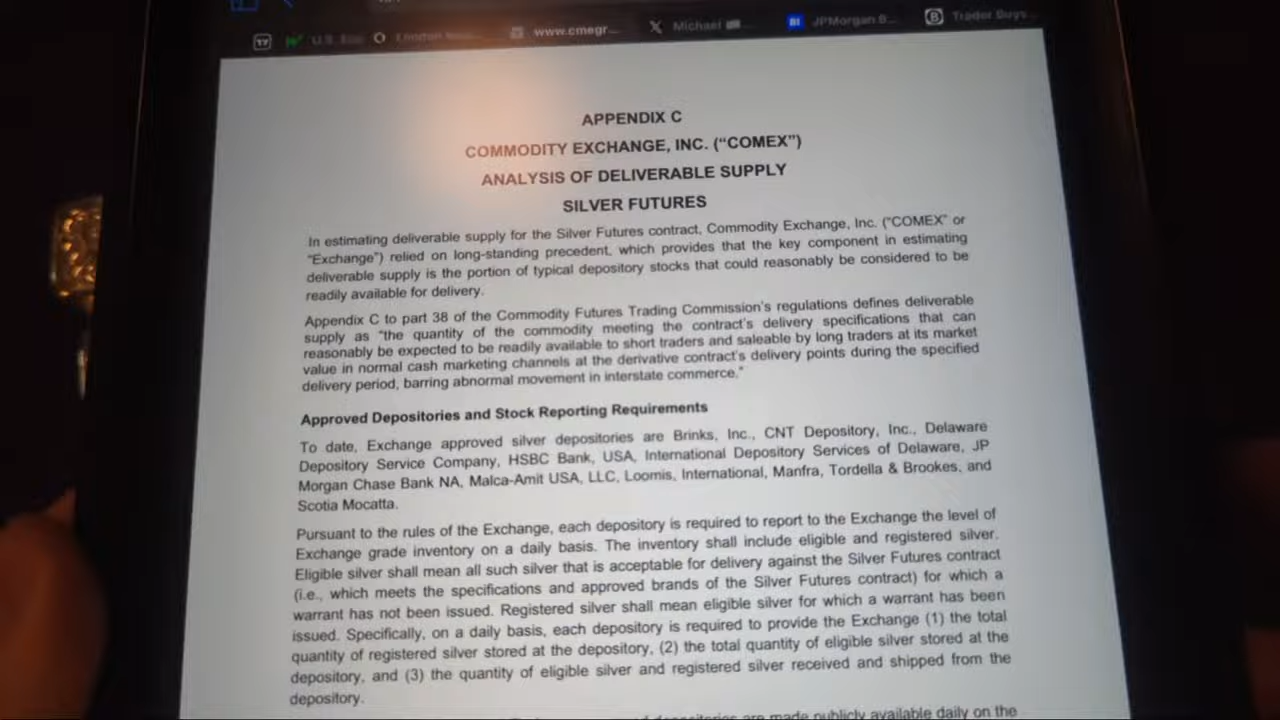 www.cmegr...
Michael
JPMorgan B...
Trader Buys...
APPENDIX C
COMMODITY EXCHANGE, INC. (“COMEX”)
ANALYSIS OF DELIVERABLE SUPPLY
SILVER FUTURES
In estimating deliverable supply for the Silver Futures contract, Commodity Exchange, Inc. (“COMEX” or
“Exchange”) relied on long-standing precedent, which provides that the key component in estimating
deliverable supply is the portion of typical depository stocks that could reasonably be considered to be
readily available for delivery.
Appendix C to part 38 of the Commodity Futures Trading Commission's regulations defines deliverable
supply as “the quantity of the commodity meeting the contract's delivery specifications that can
reasonably be expected to be readily available to short traders and saleable by long traders at its market
value in normal cash marketing channels at the derivative contract's delivery points during the specified
delivery period, barring abnormal movement in interstate commerce.”
Approved Depositories and Stock Reporting Requirements
To date, Exchange approved silver depositories are Brinks, Inc., CNT Depository, Inc., Delaware
Depository Service Company, HSBC Bank, USA, International Depository Services of Delaware, JP
Morgan Chase Bank NA, Malca-Amit USA, LLC, Loomis, International, Manfra, Tordella & Brookes, and
Scotia Mocatta.
Pursuant to the rules of the Exchange, each depository is required to report to the Exchange the level of
Exchange grade inventory on a daily basis. The inventory shall include eligible and registered silver.
Eligible silver shall mean all such silver that is acceptable for delivery against the Silver Futures contract
(i.e., which meets the specifications and approved brands of the Silver Futures contract) for which a
warrant has not been issued. Registered silver shall mean eligible silver for which a warrant has been
issued. Specifically, on a daily basis, each depository is required to provide the Exchange (1) the total
quantity of registered silver stored at the depository, (2) the total quantity of eligible silver stored at the
depository, and (3) the quantity of eligible silver and registered silver received and shipped from the
depository.
depositories are made publicly available daily on the